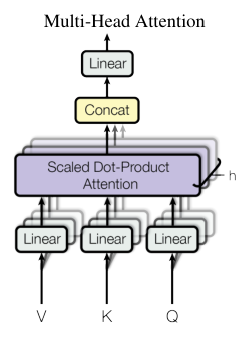 Multi-Head Attention
Linear
Concat
Scaled Dot-Product
Attention
h
Linear Linear Linear
V K Q